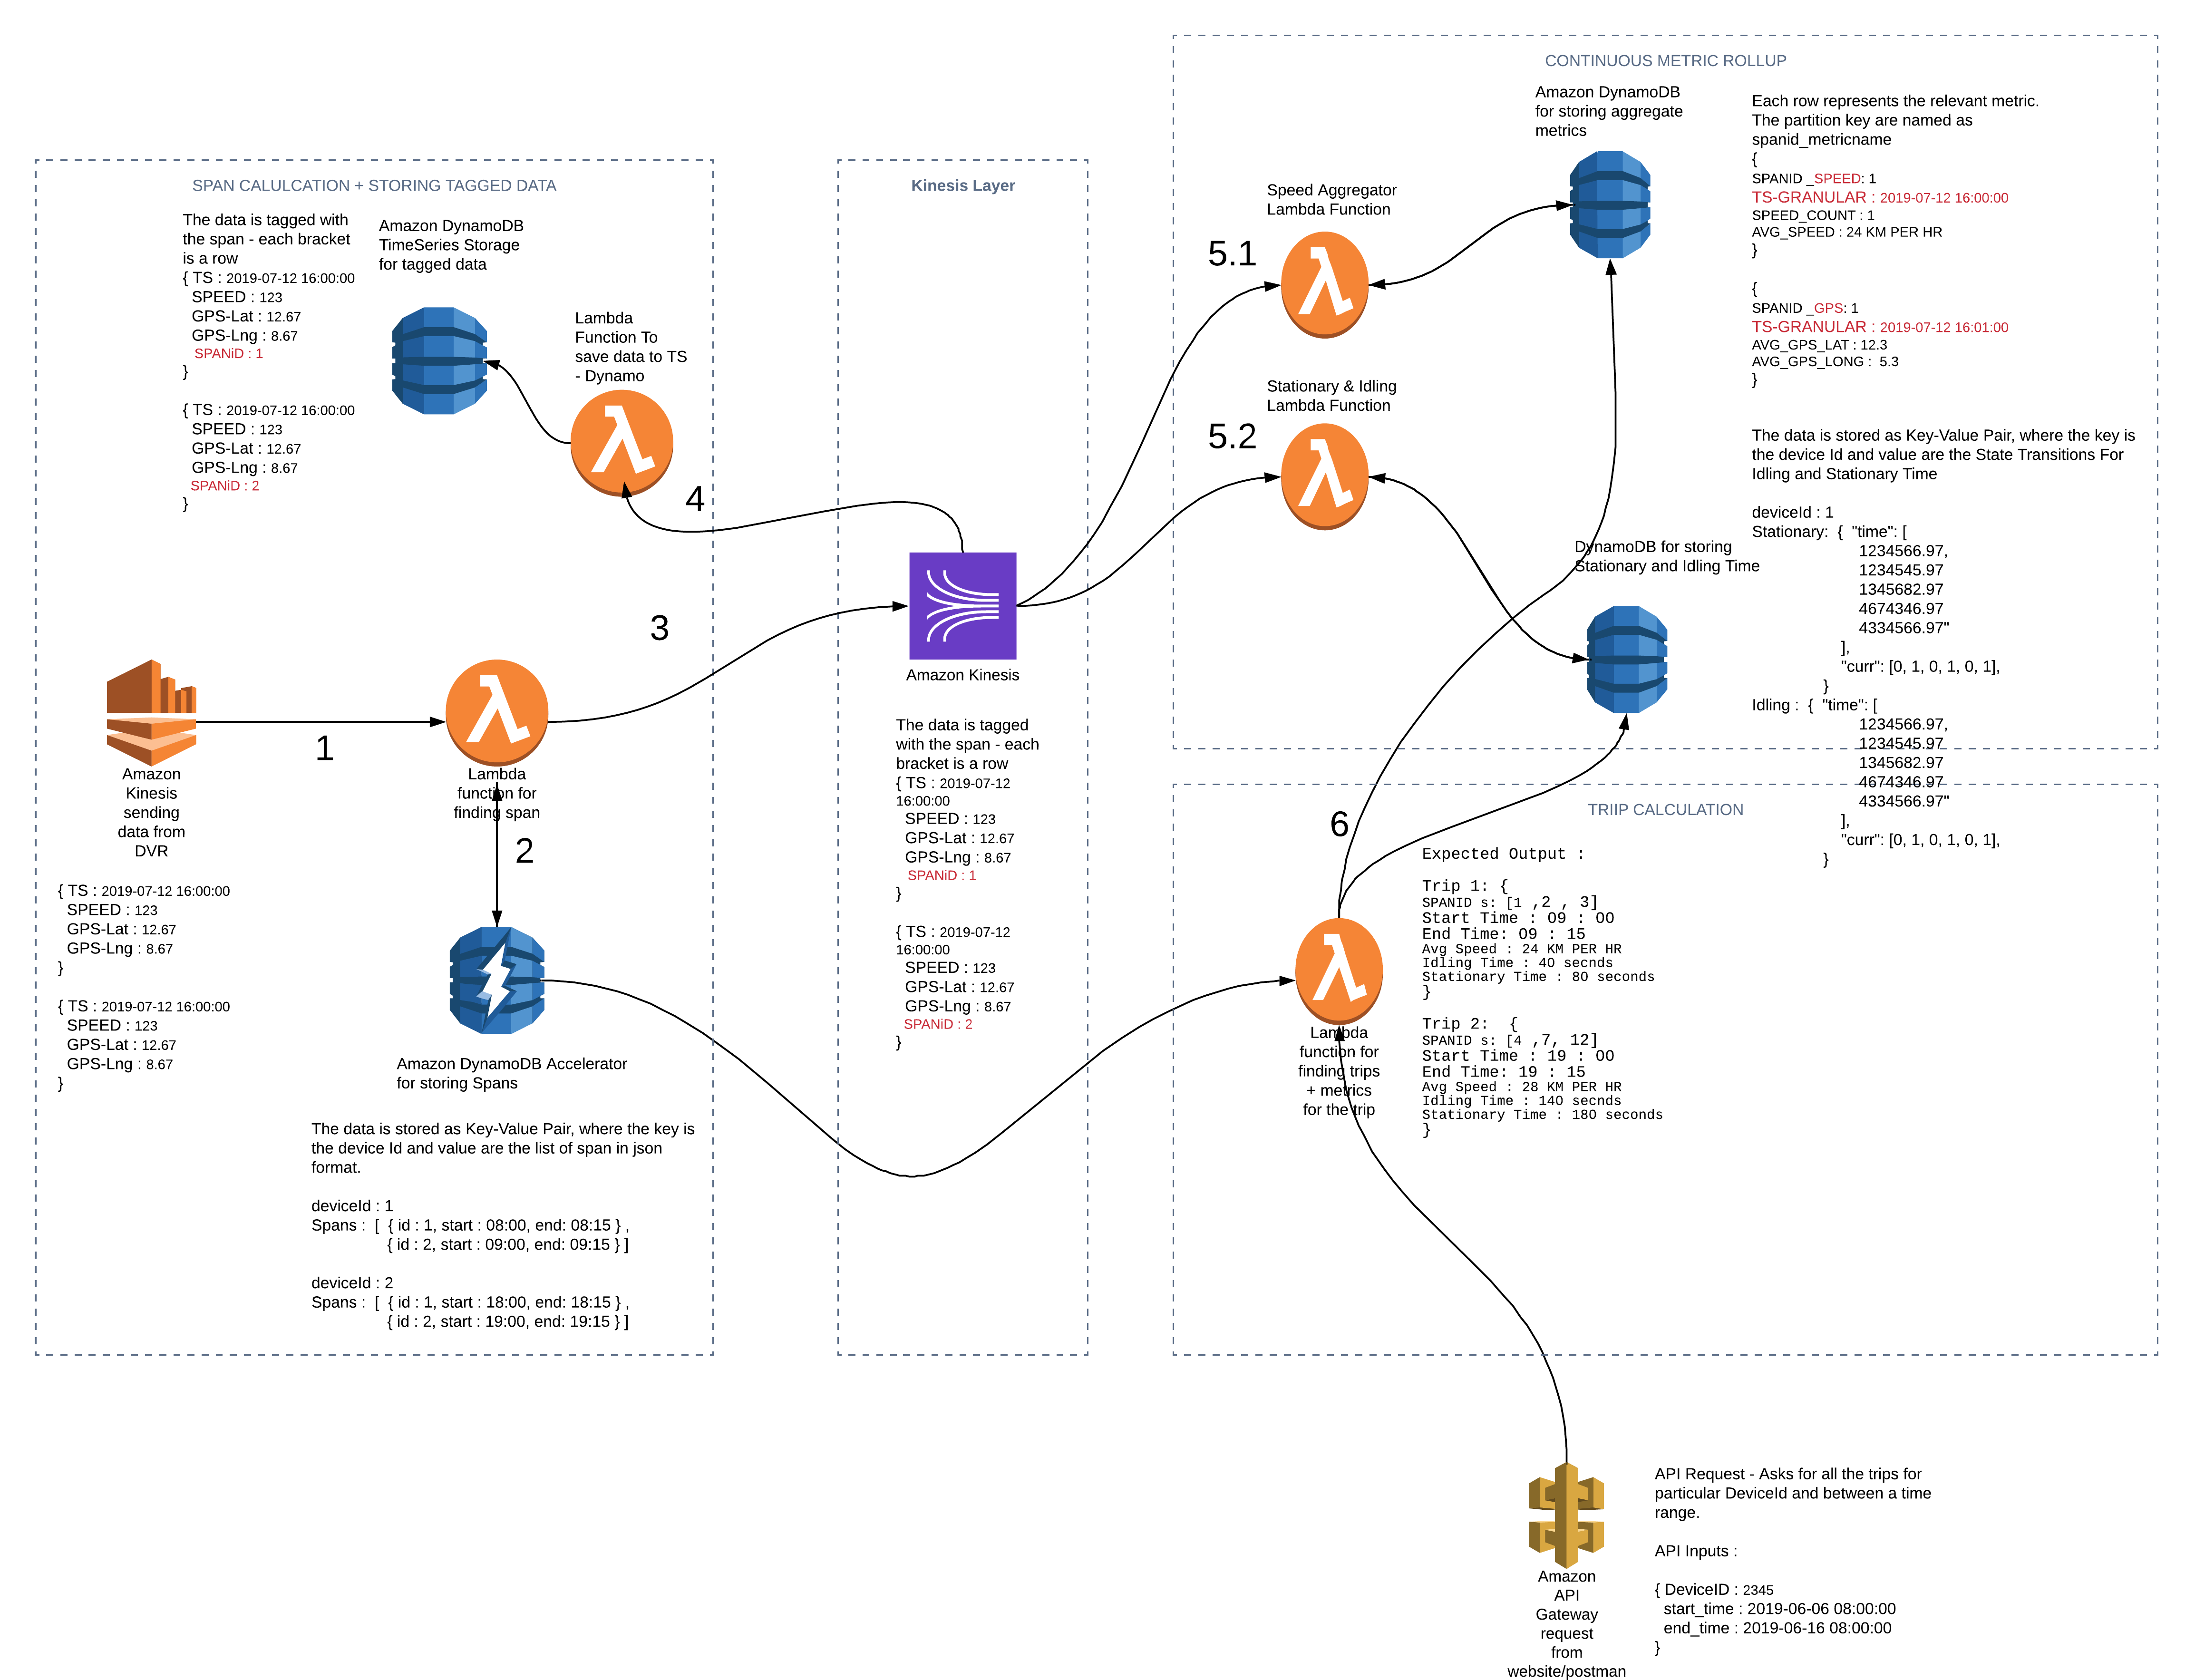 SPAN CALULCATION + STORING TAGGED DATA
The data is tagged with
the span - each bracket
is a row
{ TS : 2019-07-12 16:00:00
SPEED : 123
GPS-Lat : 12.67
GPS-Lng : 8.67
SPANiD : 1
}
{ TS : 2019-07-12 16:00:00
SPEED : 123
GPS-Lat : 12.67
GPS-Lng : 8.67
SPANiD : 2
}
Amazon DynamoDB
TimeSeries Storage
for tagged data
Lambda
Function To
save data to TS
- Dynamo
4
3
1
Amazon
Kinesis
sending
data from
DVR
{ TS : 2019-07-12 16:00:00
SPEED : 123
GPS-Lat : 12.67
GPS-Lng : 8.67
}
{ TS : 2019-07-12 16:00:00
SPEED : 123
GPS-Lat : 12.67
GPS-Lng : 8.67
}
Lambda
function for
finding span
2
Amazon DynamoDB Accelerator
for storing Spans
The data is stored as Key-Value Pair, where the key is
the device Id and value are the list of span in json
format.
deviceId : 1
Spans : [ { id : 1, start : 08:00, end: 08:15 } ,
{ id : 2, start : 09:00, end: 09:15 } ]
deviceId : 2
Spans : [ { id : 1, start : 18:00, end: 18:15 } ,
{ id : 2, start : 19:00, end: 19:15 } ]
Kinesis Layer
Amazon Kinesis
The data is tagged
with the span - each
bracket is a row
{ TS : 2019-07-12
16:00:00
SPEED : 123
GPS-Lat : 12.67
GPS-Lng : 8.67
SPANiD : 1
}
{ TS : 2019-07-12
16:00:00
SPEED : 123
GPS-Lat : 12.67
GPS-Lng : 8.67
SPANiD : 2
}
CONTINUOUS METRIC ROLLUP
Amazon DynamoDB
for storing aggregate
metrics
Speed Aggregator
Lambda Function
5.1
Stationary & Idling
Lambda Function
5.2
DynamoDB for storing
Stationary and Idling Time
Each row represents the relevant metric.
The partition key are named as
spanid_metricname
{
SPANID _SPEED: 1
TS-GRANULAR : 2019-07-12 16:00:00
SPEED_COUNT : 1
AVG_SPEED : 24 KM PER HR
}
{
SPANID _GPS: 1
TS-GRANULAR : 2019-07-12 16:01:00
AVG_GPS_LAT : 12.3
AVG_GPS_LONG : 5.3
}
The data is stored as Key-Value Pair, where the key is
the device Id and value are the State Transitions For
Idling and Stationary Time
deviceId : 1
Stationary: { "time": [
1234566.97,
1234545.97
1345682.97
4674346.97
4334566.97"
],
"curr": [0, 1, 0, 1, 0, 1],
}
Idling : { "time": [
1234566.97,
1234545.97
1345682.97
4674346.97
4334566.97"
],
"curr": [0, 1, 0, 1, 0, 1],
}
TRIIP CALCULATION
6
Lambda
function for
finding trips
+ metrics
for the trip
Expected Output :
Trip 1: {
SPANID s: [1 ,2 , 3]
Start Time : 09 : 00
End Time: 09 : 15
Avg Speed : 24 KM PER HR
Idling Time : 40 secnds
Stationary Time : 80 seconds
}
Trip 2: {
SPANID s: [4 ,7, 12]
Start Time : 19 : 00
End Time: 19 : 15
Avg Speed : 28 KM PER HR
Idling Time : 140 secnds
Stationary Time : 180 seconds
}
Amazon
API
Gateway
request
from
website/postman
API Request - Asks for all the trips for
particular DeviceId and between a time
range.
API Inputs :
{ DeviceID : 2345
start_time : 2019-06-06 08:00:00
end_time : 2019-06-16 08:00:00
}